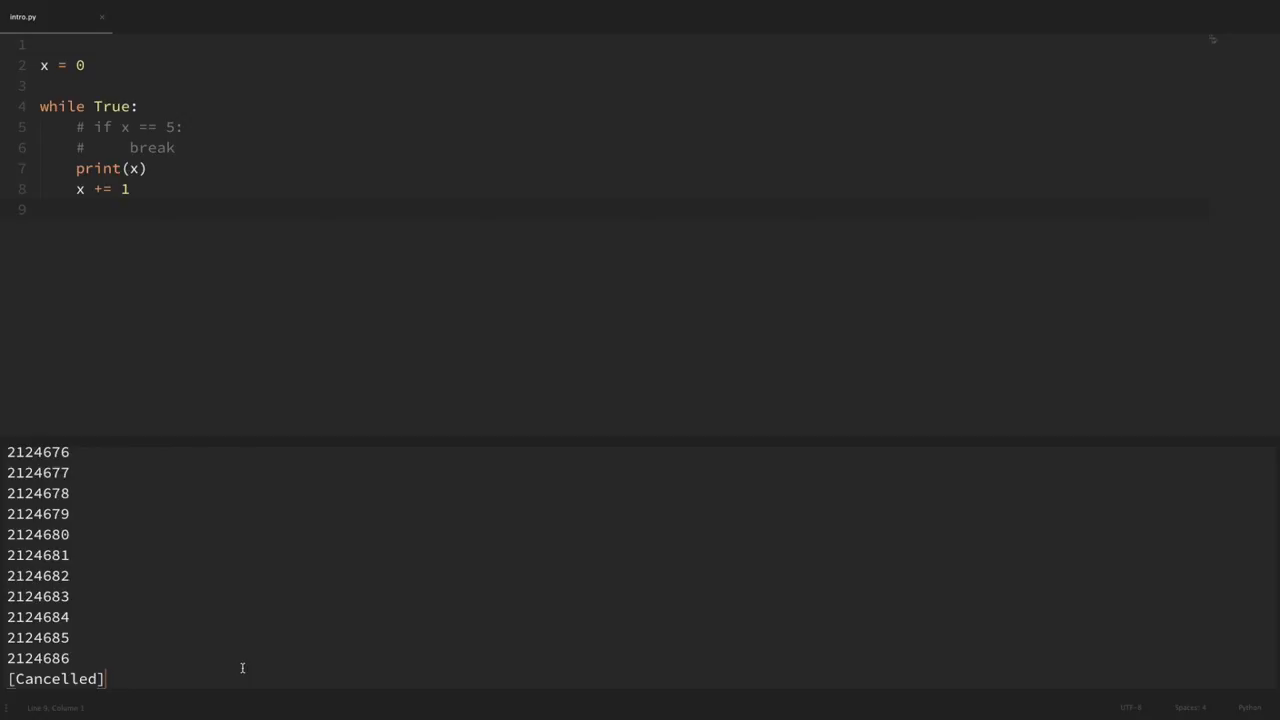 intro.py ×
1
2 x = 0
3
4 while True:
5     # if x == 5:
6     #     break
7     print(x)
8     x += 1
9
2124676
2124677
2124678
2124679
2124680
2124681
2124682
2124683
2124684
2124685
2124686
[Cancelled]
Line 9, Column 1 UTF-8 Spaces: 4 Python